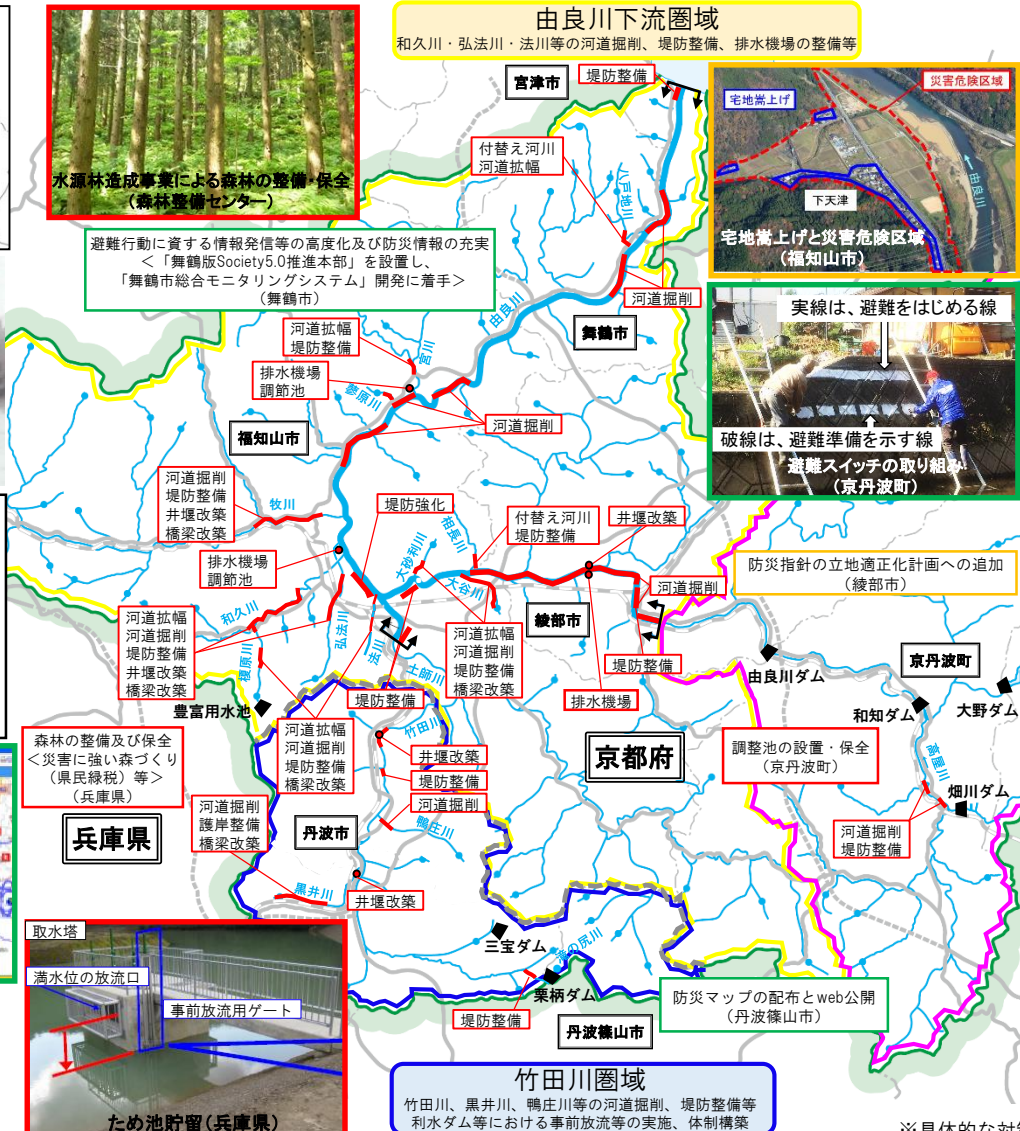 由良川下流圏域
和久川・弘法川・法川等の河道掘削、堤防整備、排水機場の整備等
水源林造成事業による森林の整備・保全
(森林整備センター)
避難行動に資する情報発信等の高度化及び防災情報の充実
＜「舞鶴版Society5.0推進本部」を設置し、
「舞鶴市総合モニタリングシステム」開発に着手＞
(舞鶴市)
宮津市
堤防整備
付替え河川
河道拡幅
八戸地川
災害危険区域
宅地嵩上げ
由良川
下天津
宅地嵩上げと災害危険区域
(福知山市)
河道掘削
由良川
舞鶴市
実線は、避難をはじめる線
破線は、避難準備を示す線
避難スイッチの取り組み
(京丹波町)
河道拡幅
堤防整備
宮川
排水機場
調節池
蓼原川
河道掘削
福知山市
河道掘削
堤防整備
井堰改築
橋梁改築
牧川
堤防強化
相長川
付替え河川
堤防整備
井堰改築
排水機場
調節池
大砂利川
大谷川
河道掘削
防災指針の立地適正化計画への追加
(綾部市)
綾部市
和久川
河道拡幅
河道掘削
堤防整備
井堰改築
橋梁改築
榎原川
弘法川
法川
土師川
河道拡幅
河道掘削
堤防整備
橋梁改築
堤防整備
排水機場
京丹波町
由良川ダム
和知ダム
大野ダム
豊富用水池
堤防整備
竹田川
河道拡幅
河道掘削
堤防整備
橋梁改築
井堰改築
堤防整備
河道掘削
鴨庄川
森林の整備及び保全
＜災害に強い森づくり
(県民緑税)等＞
(兵庫県)
京都府
調整池の設置・保全
(京丹波町)
高屋川
畑川ダム
河道掘削
堤防整備
兵庫県
河道掘削
護岸整備
橋梁改築
丹波市
黒井川
井堰改築
取水塔
満水位の放流口
事前放流用ゲート
ため池貯留(兵庫県)
三宝ダム
滝の尻川
栗柄ダム
堤防整備
丹波篠山市
防災マップの配布とweb公開
(丹波篠山市)
竹田川圏域
竹田川、黒井川、鴨庄川等の河道掘削、堤防整備等
利水ダム等における事前放流等の実施、体制構築
※具体的な対